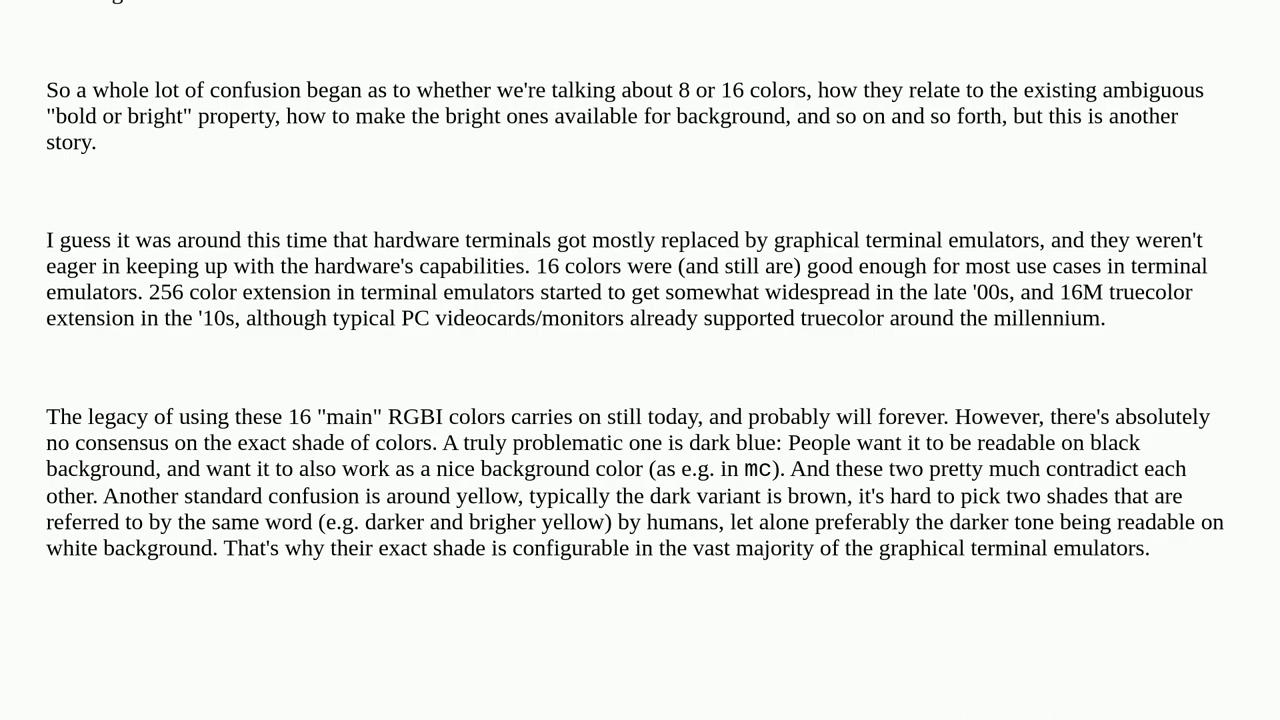 So a whole lot of confusion began as to whether we're talking about 8 or 16 colors, how they relate to the existing ambiguous
"bold or bright" property, how to make the bright ones available for background, and so on and so forth, but this is another
story.
I guess it was around this time that hardware terminals got mostly replaced by graphical terminal emulators, and they weren't
eager in keeping up with the hardware's capabilities. 16 colors were (and still are) good enough for most use cases in terminal
emulators. 256 color extension in terminal emulators started to get somewhat widespread in the late '00s, and 16M truecolor
extension in the '10s, although typical PC videocards/monitors already supported truecolor around the millennium.
The legacy of using these 16 "main" RGBI colors carries on still today, and probably will forever. However, there's absolutely
no consensus on the exact shade of colors. A truly problematic one is dark blue: People want it to be readable on black
background, and want it to also work as a nice background color (as e.g. in mc). And these two pretty much contradict each
other. Another standard confusion is around yellow, typically the dark variant is brown, it's hard to pick two shades that are
referred to by the same word (e.g. darker and brigher yellow) by humans, let alone preferably the darker tone being readable on
white background. That's why their exact shade is configurable in the vast majority of the graphical terminal emulators.